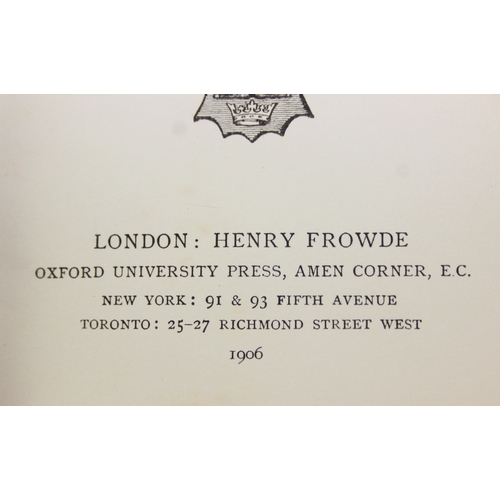 LONDON: HENRY FROWDE
OXFORD UNIVERSITY PRESS, AMEN CORNER, E.C.
NEW YORK: 91 & 93 FIFTH AVENUE
TORONTO: 25–27 RICHMOND STREET WEST
1906